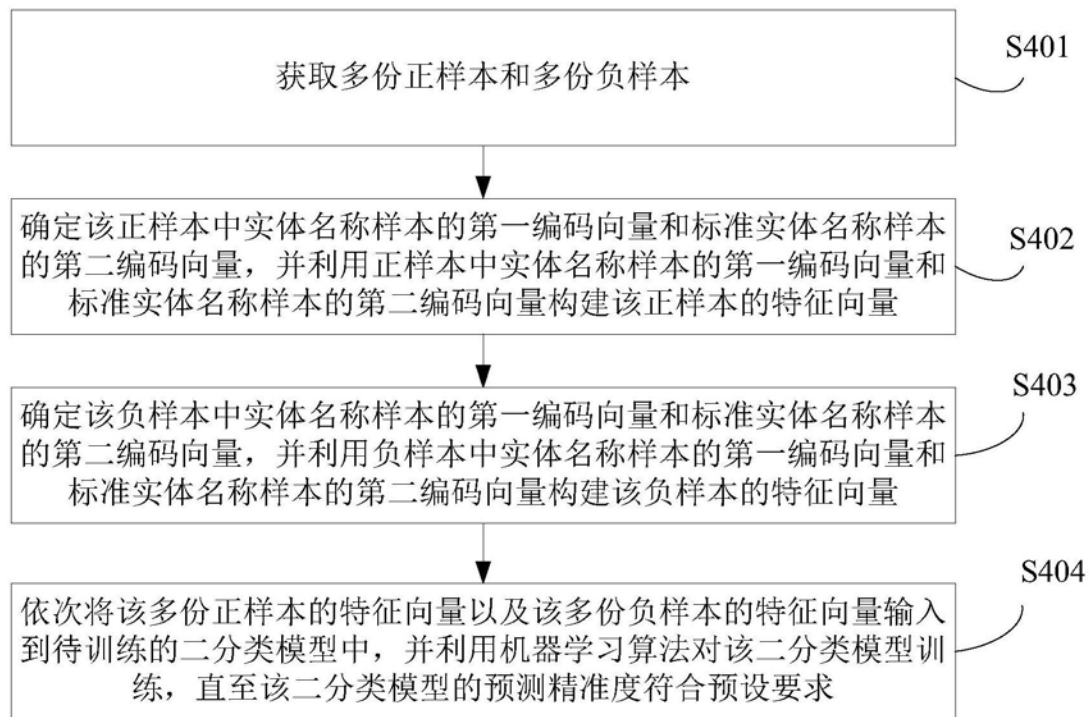 获取多份正样本和多份负样本
S401
确定该正样本中实体名称样本的第一编码向量和标准实体名称样本
的第二编码向量，并利用正样本中实体名称样本的第一编码向量和
标准实体名称样本的第二编码向量构建该正样本的特征向量
S402
确定该负样本中实体名称样本的第一编码向量和标准实体名称样本
的第二编码向量，并利用负样本中实体名称样本的第一编码向量和
标准实体名称样本的第二编码向量构建该负样本的特征向量
S403
依次将该多份正样本的特征向量以及该多份负样本的特征向量输入
到待训练的二分类模型中，并利用机器学习算法对该二分类模型训
练，直至该二分类模型的预测精准度符合预设要求
S404